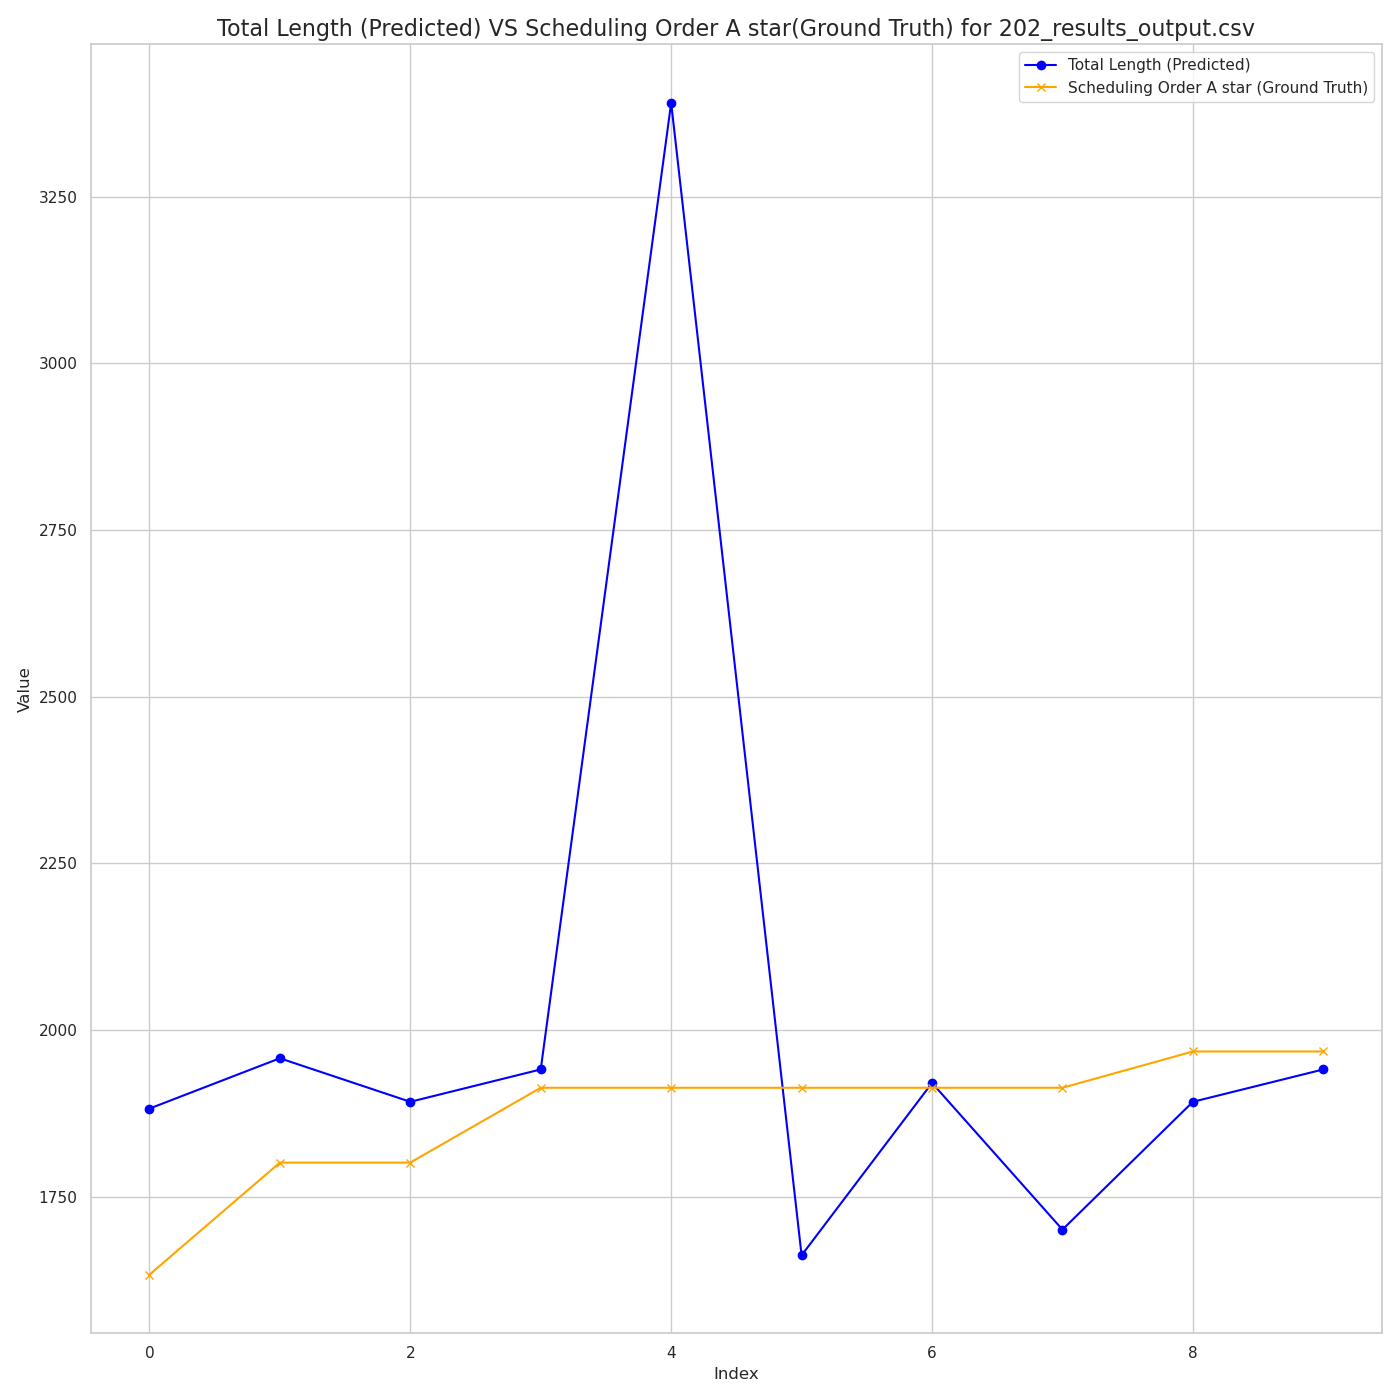 Total Length (Predicted) VS Scheduling Order A star(Ground Truth) for 202_results_output.csv
Total Length (Predicted)
Scheduling Order A star (Ground Truth)
3250
3000
2750
2500
2250
2000
1750
Value
0 2 4 6 8
Index